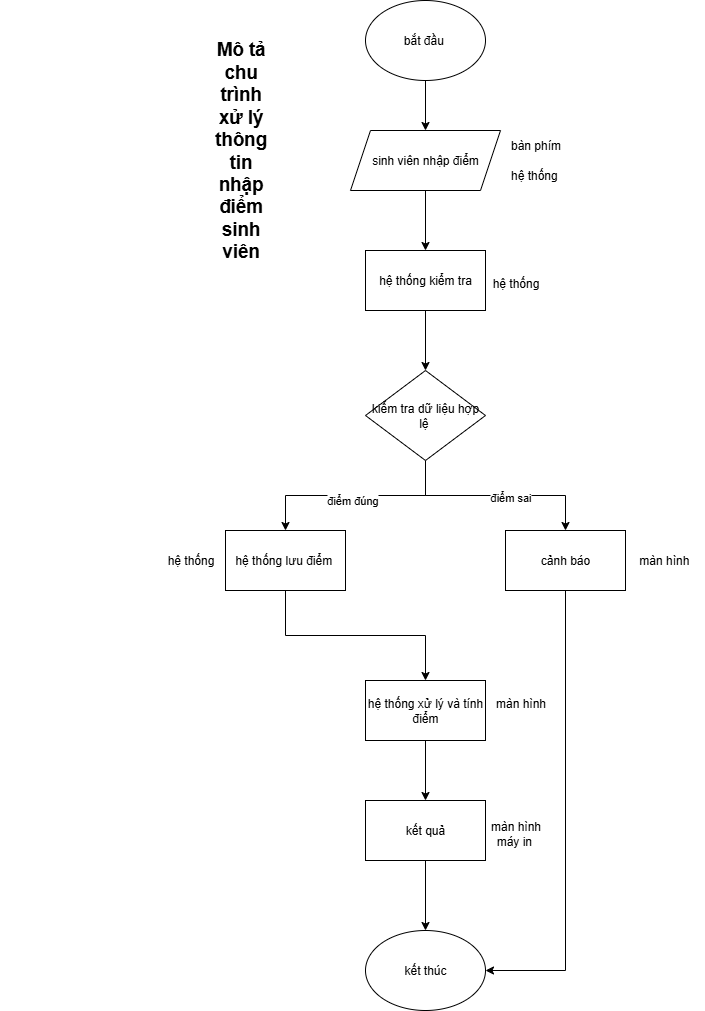 Mô tả
chu
trình
xử lý
thông
tin
nhập
điểm
sinh
viên
bắt đầu
sinh viên nhập điểm
bàn phím
hệ thống
hệ thống kiểm tra
hệ thống
kiểm tra dữ liệu hợp
lệ
điểm đúng
điểm sai
hệ thống
hệ thống lưu điểm
cảnh báo
màn hình
hệ thống xử lý và tính
điểm
màn hình
kết quả
màn hình
máy in
kết thúc